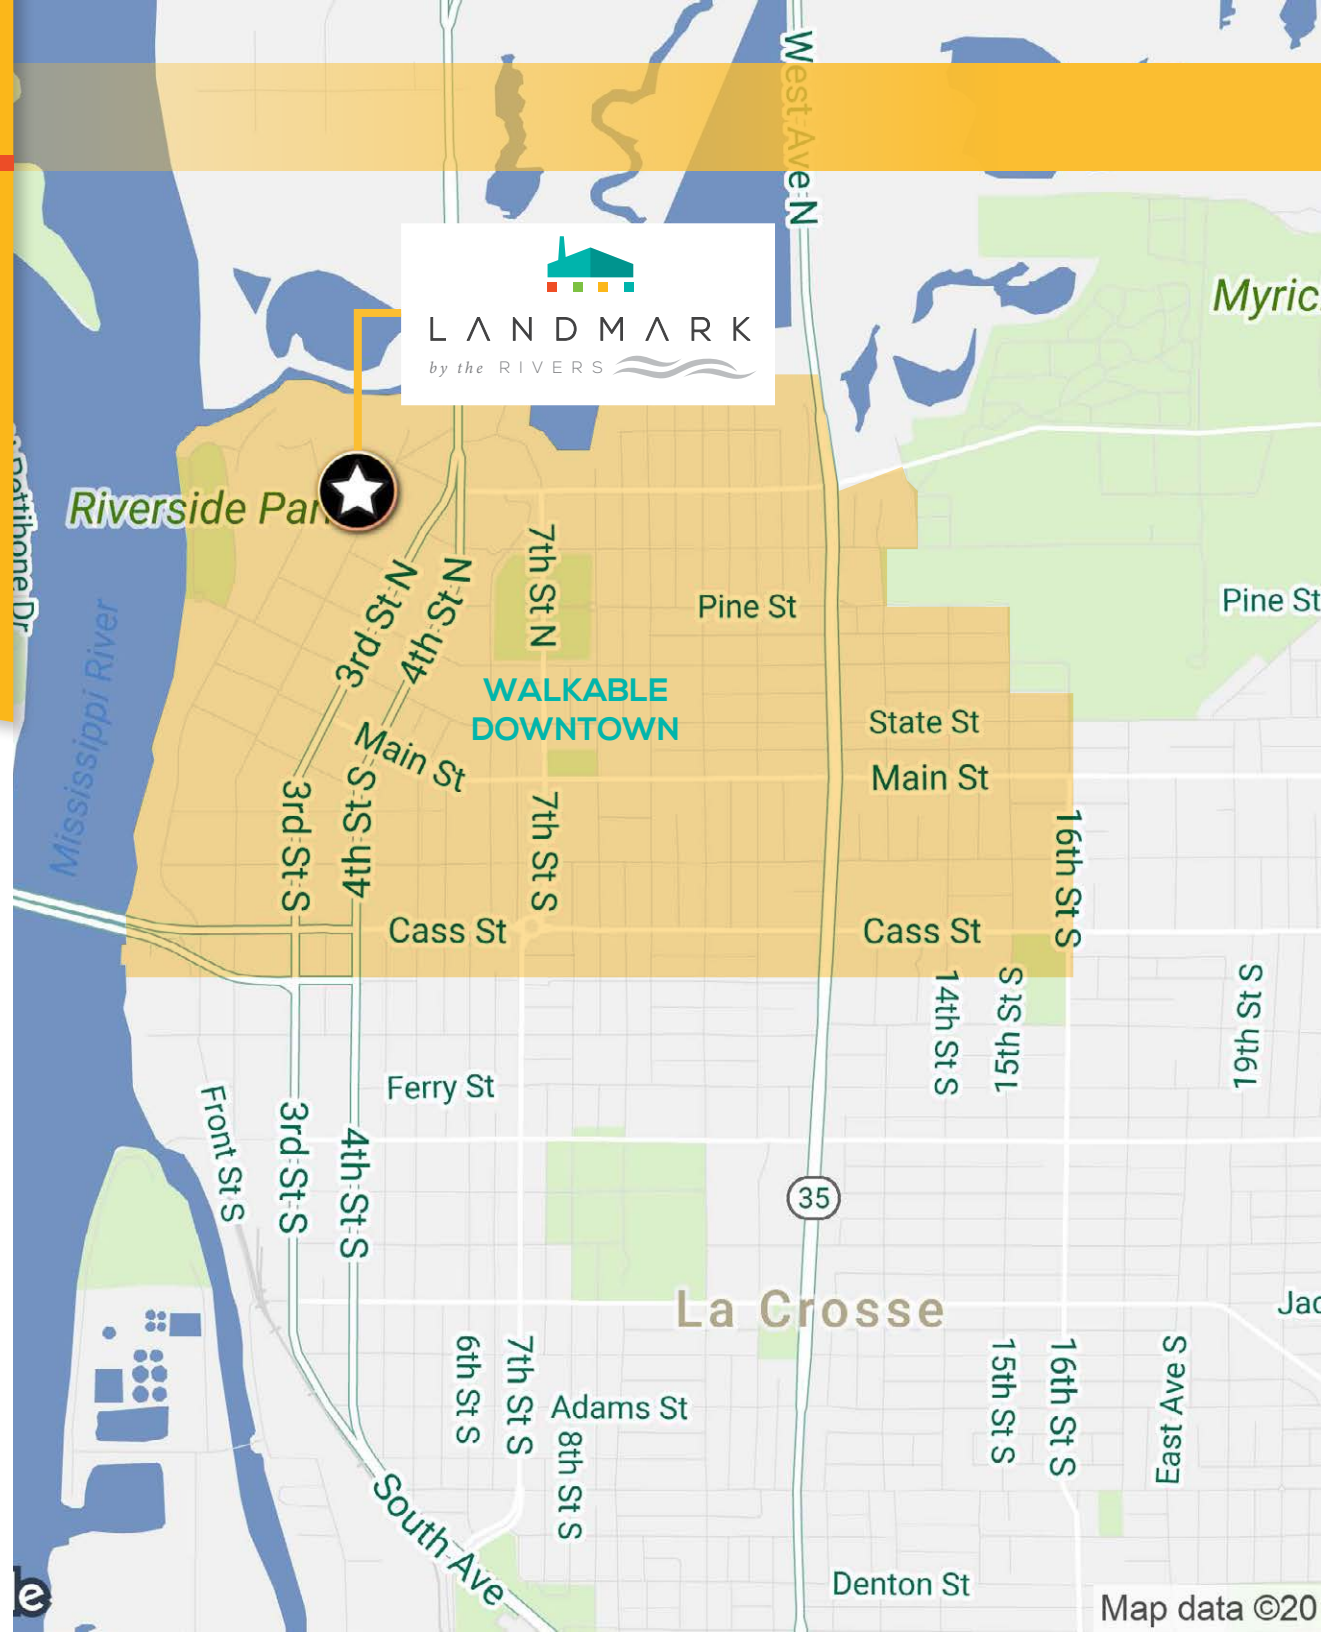 West Ave N
LANDMARK
by the RIVERS
Myric
Riverside Par
Pettibone Dr
7th St N
3rd St N
4th St N
Pine St
Pine St
Mississippi River
WALKABLE
DOWNTOWN
State St
Main St
Main St
3rd St S
4th St S
7th St S
16th St S
Cass St
Cass St
14th St S
15th St S
19th St S
Ferry St
Front St S
3rd St S
4th St S
35
La Crosse
Jac
6th St S
7th St S
Adams St
8th St S
15th St S
16th St S
East Ave S
South Ave
Denton St
le
Map data ©20